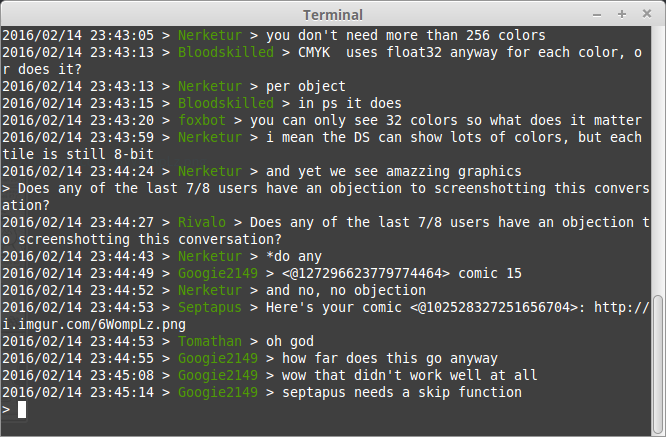 Terminal
2016/02/14 23:43:05 > Nerketur > you don't need more than 256 colors
2016/02/14 23:43:13 > Bloodskilled > CMYK  uses float32 anyway for each color, o
r does it?
2016/02/14 23:43:13 > Nerketur > per object
2016/02/14 23:43:15 > Bloodskilled > in ps it does
2016/02/14 23:43:20 > foxbot > you can only see 32 colors so what does it matter
2016/02/14 23:43:59 > Nerketur > i mean the DS can show lots of colors, but each
tile is still 8-bit
2016/02/14 23:44:24 > Nerketur > and yet we see amazzing graphics
> Does any of the last 7/8 users have an objection to screenshotting this convers
ation?
2016/02/14 23:44:27 > Rivalo > Does any of the last 7/8 users have an objection t
o screenshotting this conversation?
2016/02/14 23:44:43 > Nerketur > *do any
2016/02/14 23:44:49 > Googie2149 > <@127296623779774464> comic 15
2016/02/14 23:44:52 > Nerketur > and no, no objection
2016/02/14 23:44:53 > Septapus > Here's your comic <@102528327251656704>: http://
i.imgur.com/6WompLz.png
2016/02/14 23:44:53 > Tomathan > oh god
2016/02/14 23:44:55 > Googie2149 > how far does this go anyway
2016/02/14 23:45:08 > Googie2149 > wow that didn't work well at all
2016/02/14 23:45:14 > Googie2149 > septapus needs a skip function
>